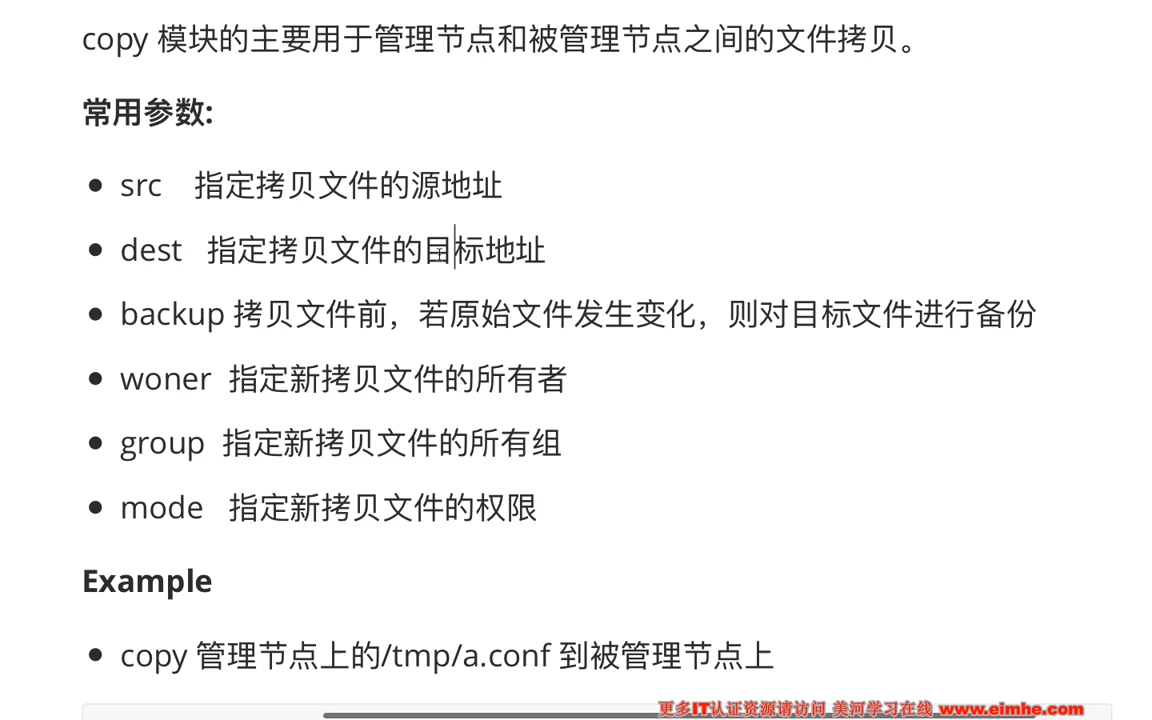 copy 模块的主要用于管理节点和被管理节点之间的文件拷贝。
常用参数:
src 指定拷贝文件的源地址
dest 指定拷贝文件的目标地址
backup 拷贝文件前，若原始文件发生变化，则对目标文件进行备份
woner 指定新拷贝文件的所有者
group 指定新拷贝文件的所有组
mode 指定新拷贝文件的权限
Example
copy 管理节点上的/tmp/a.conf 到被管理节点上
更多IT认证资源请访问 美河学习在线 www.eimhe.com